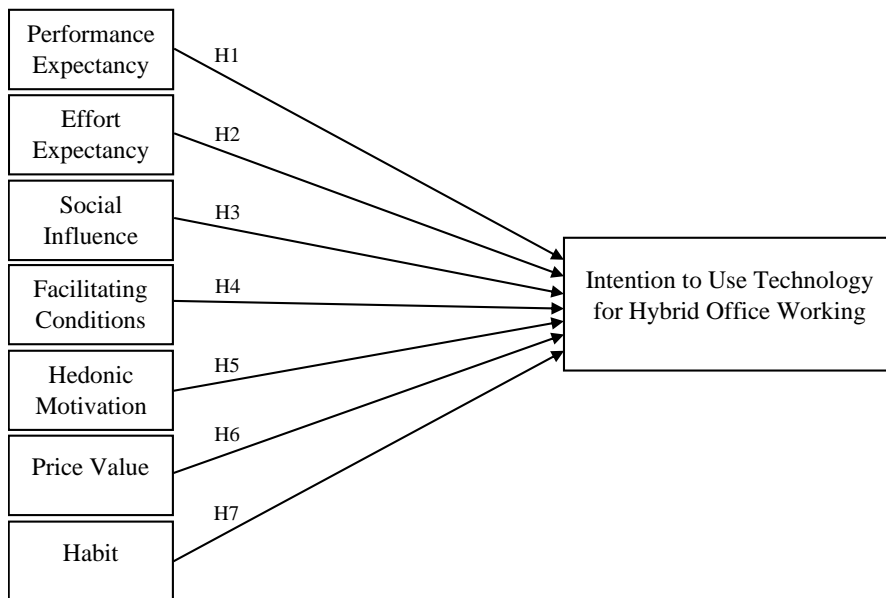 Performance
Expectancy
H1
Effort
Expectancy
H2
Social
Influence
H3
Facilitating
Conditions
H4
Hedonic
Motivation
H5
Price Value
H6
Habit
H7
Intention to Use Technology
for Hybrid Office Working